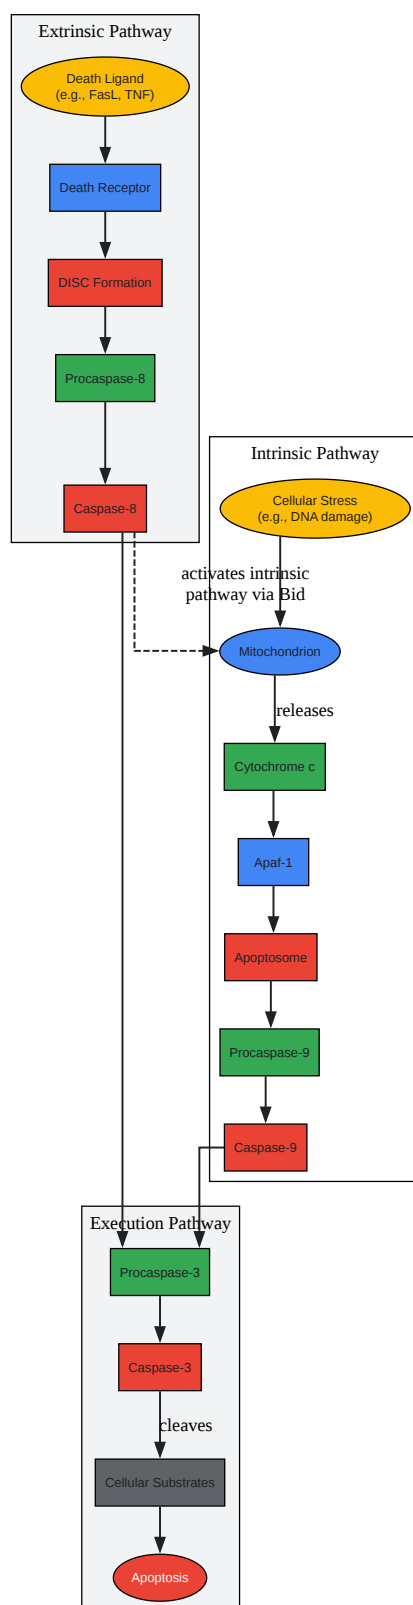 Extrinsic Pathway
Death Ligand
(e.g., FasL, TNF)
Death Receptor
DISC Formation
Procaspase-8
Caspase-8
Intrinsic Pathway
Cellular Stress
(e.g., DNA damage)
activates intrinsic
pathway via Bid
Mitochondrion
releases
Cytochrome c
Apaf-1
Apoptosome
Procaspase-9
Caspase-9
Execution Pathway
Procaspase-3
Caspase-3
cleaves
Cellular Substrates
Apoptosis